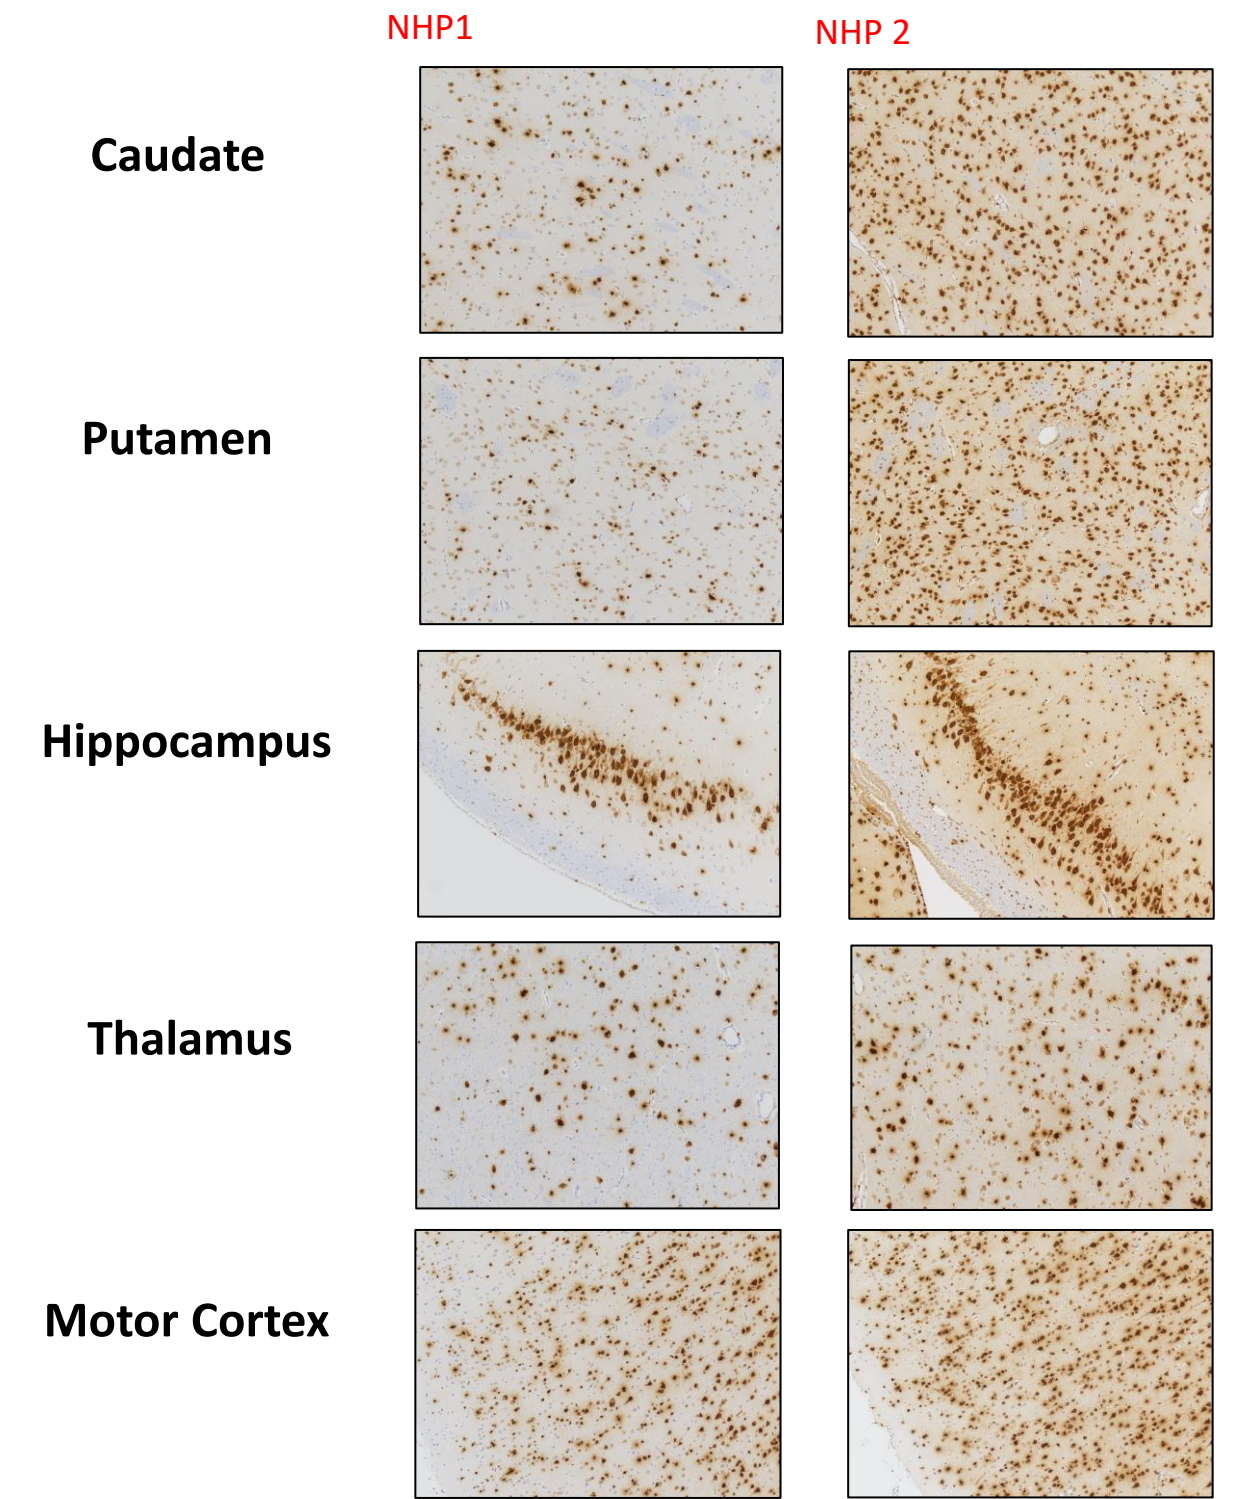 NHP1
NHP 2
Caudate
Putamen
Hippocampus
Thalamus
Motor Cortex